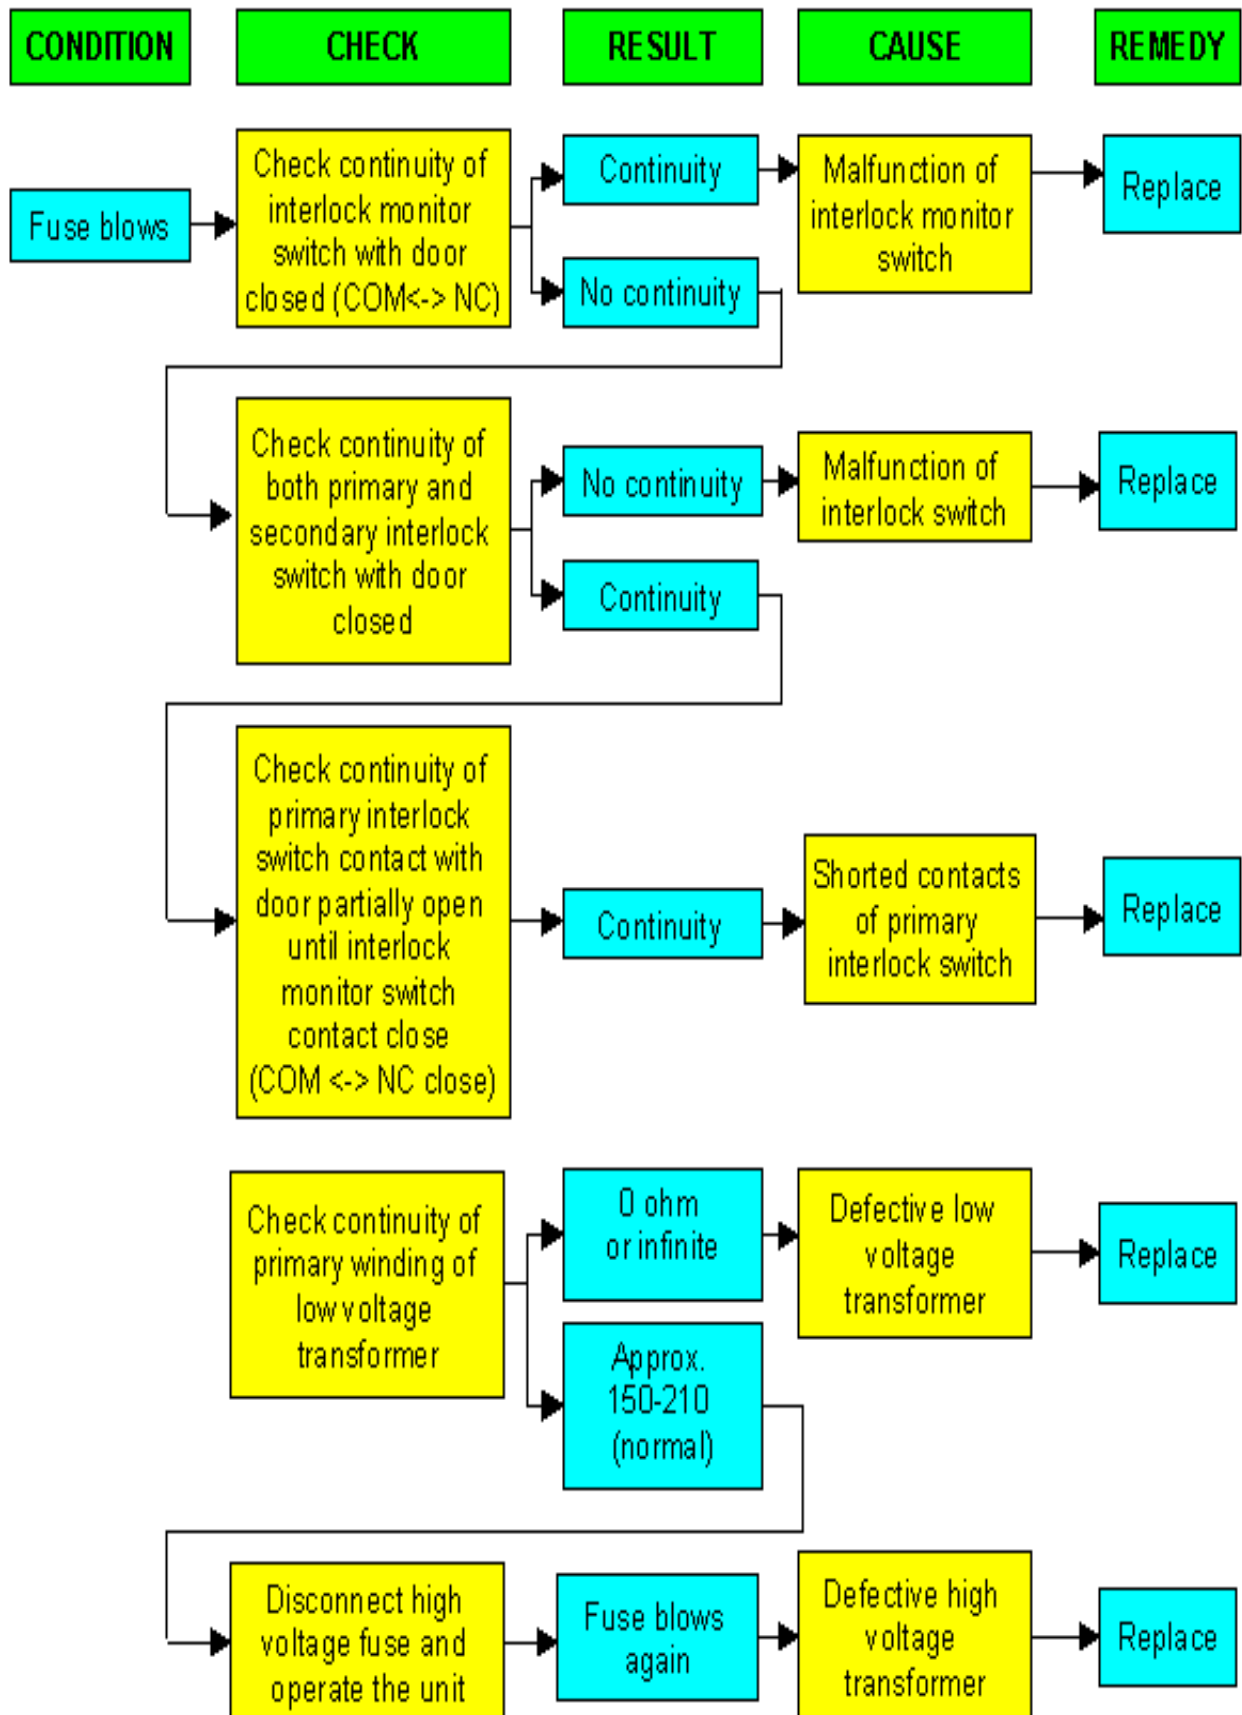 CONDITION
CHECK
RESULT
CAUSE
REMEDY
Fuse blows
Check continuity of
interlock monitor
switch with door
closed (COM<-> NC)
Continuity
Malfunction of
interlock monitor
switch
Replace
No continuity
Check continuity of
both primary and
secondary interlock
switch with door
closed
No continuity
Malfunction of
interlock switch
Replace
Continuity
Check continuity of
primary interlock
switch contact with
door partially open
until interlock
monitor switch
contact close
(COM <-> NC close)
Continuity
Shorted contacts
of primary
interlock switch
Replace
Check continuity of
primary winding of
low voltage
transformer
0 ohm
or infinite
Defective low
voltage
transformer
Replace
Approx.
150-210
(normal)
Disconnect high
voltage fuse and
operate the unit
Fuse blows
again
Defective high
voltage
transformer
Replace